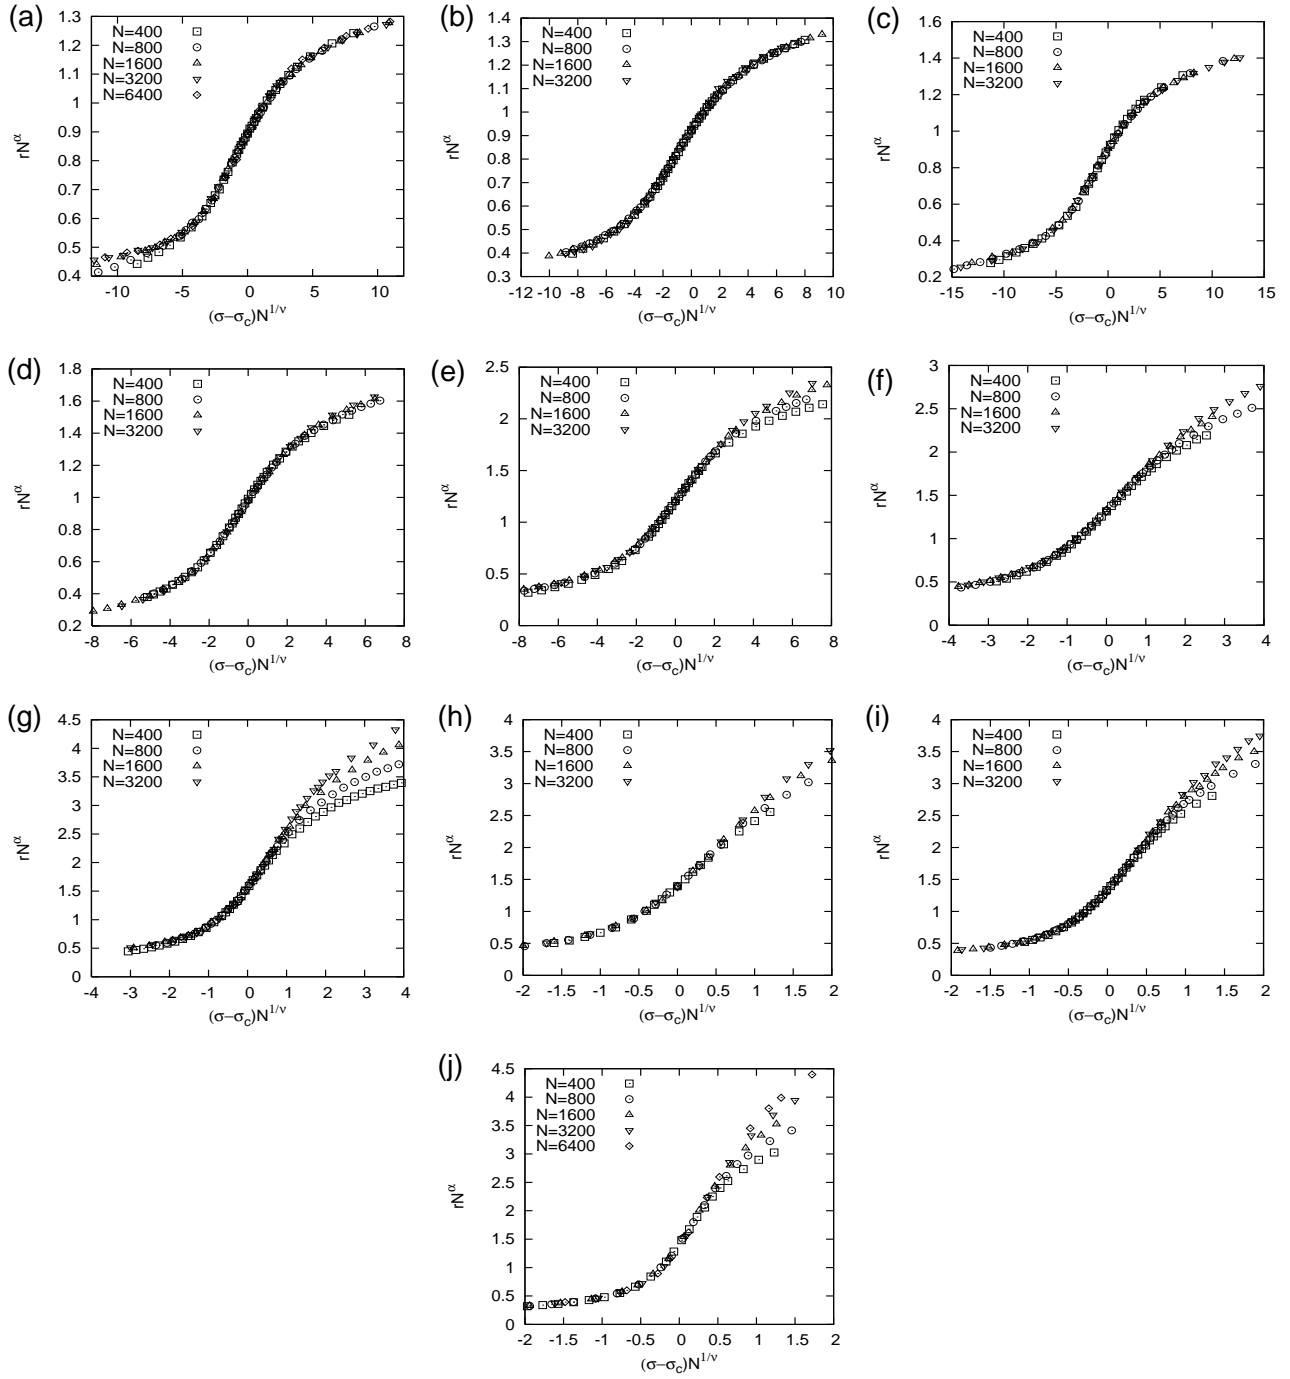 (a)
1.3
1.2
1.1
1
0.9
0.8
0.7
0.6
0.5
0.4
rN^α
N=400
N=800
N=1600
N=3200
N=6400
-10 -5 0 5 10
(σ−σ_c)N^{1/ν}
(b)
1.4
1.3
1.2
1.1
1
0.9
0.8
0.7
0.6
0.5
0.4
0.3
rN^α
N=400
N=800
N=1600
N=3200
-12 -10 -8 -6 -4 -2 0 2 4 6 8 10
(σ−σ_c)N^{1/ν}
(c)
1.6
1.4
1.2
1
0.8
0.6
0.4
0.2
rN^α
N=400
N=800
N=1600
N=3200
-15 -10 -5 0 5 10 15
(σ−σ_c)N^{1/ν}
(d)
1.8
1.6
1.4
1.2
1
0.8
0.6
0.4
0.2
rN^α
N=400
N=800
N=1600
N=3200
-8 -6 -4 -2 0 2 4 6 8
(σ−σ_c)N^{1/ν}
(e)
2.5
2
1.5
1
0.5
0
rN^α
N=400
N=800
N=1600
N=3200
-8 -6 -4 -2 0 2 4 6 8
(σ−σ_c)N^{1/ν}
(f)
3
2.5
2
1.5
1
0.5
0
rN^α
N=400
N=800
N=1600
N=3200
-4 -3 -2 -1 0 1 2 3 4
(σ−σ_c)N^{1/ν}
(g)
4.5
4
3.5
3
2.5
2
1.5
1
0.5
0
rN^α
N=400
N=800
N=1600
N=3200
-4 -3 -2 -1 0 1 2 3 4
(σ−σ_c)N^{1/ν}
(h)
4
3.5
3
2.5
2
1.5
1
0.5
0
rN^α
N=400
N=800
N=1600
N=3200
-2 -1.5 -1 -0.5 0 0.5 1 1.5 2
(σ−σ_c)N^{1/ν}
(i)
4
3.5
3
2.5
2
1.5
1
0.5
0
rN^α
N=400
N=800
N=1600
N=3200
-2 -1.5 -1 -0.5 0 0.5 1 1.5 2
(σ−σ_c)N^{1/ν}
(j)
4.5
4
3.5
3
2.5
2
1.5
1
0.5
0
rN^α
N=400
N=800
N=1600
N=3200
N=6400
-2 -1.5 -1 -0.5 0 0.5 1 1.5 2
(σ−σ_c)N^{1/ν}